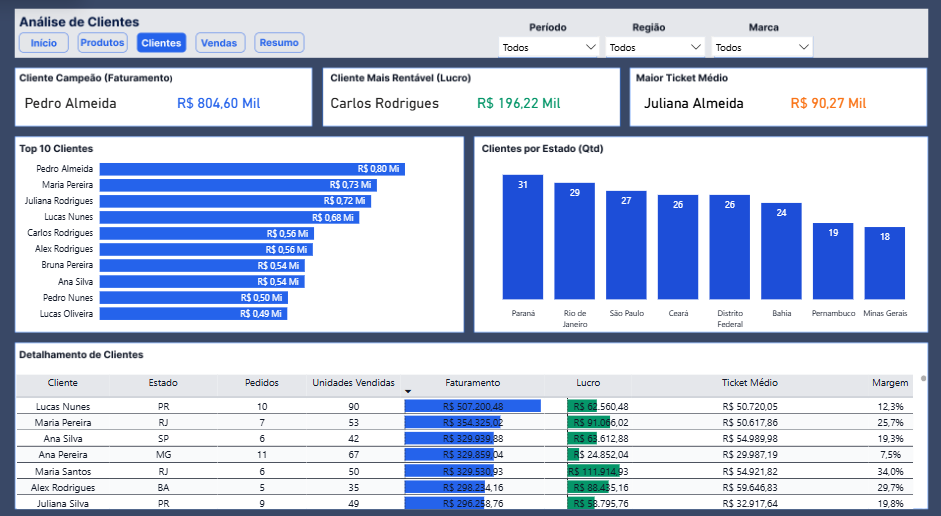 Análise de Clientes
Início Produtos Clientes Vendas Resumo
Período Região Marca
Todos Todos Todos
Cliente Campeão (Faturamento) Cliente Mais Rentável (Lucro) Maior Ticket Médio
Pedro Almeida R$ 804,60 Mil Carlos Rodrigues R$ 196,22 Mil Juliana Almeida R$ 90,27 Mil
Top 10 Clientes
Pedro Almeida R$ 0,80 Mi
Maria Pereira R$ 0,73 Mi
Juliana Rodrigues R$ 0,72 Mi
Lucas Nunes R$ 0,68 Mi
Carlos Rodrigues R$ 0,56 Mi
Alex Rodrigues R$ 0,56 Mi
Bruna Pereira R$ 0,54 Mi
Ana Silva R$ 0,54 Mi
Pedro Nunes R$ 0,50 Mi
Lucas Oliveira R$ 0,49 Mi
Clientes por Estado (Qtd)
31 29 27 26 26 24 19 18
Paraná Rio de Janeiro São Paulo Ceará Distrito Federal Bahia Pernambuco Minas Gerais
Detalhamento de Clientes
Cliente Estado Pedidos Unidades Vendidas Faturamento Lucro Ticket Médio Margem
Lucas Nunes PR 10 90 R$ 507.200,48 R$ 62.560,48 R$ 50.720,05 12,3%
Maria Pereira RJ 7 53 R$ 354.325,02 R$ 91.066,02 R$ 50.617,86 25,7%
Ana Silva SP 6 42 R$ 329.939,88 R$ 63.612,88 R$ 54.989,98 19,3%
Ana Pereira MG 11 67 R$ 329.859,04 R$ 24.852,04 R$ 29.987,19 7,5%
Maria Santos RJ 6 50 R$ 329.530,93 R$ 111.914,93 R$ 54.921,82 34,0%
Alex Rodrigues BA 5 35 R$ 298.234,16 R$ 88.435,16 R$ 59.646,83 29,7%
Juliana Silva PR 9 49 R$ 296.258,76 R$ 58.795,76 R$ 32.917,64 19,8%